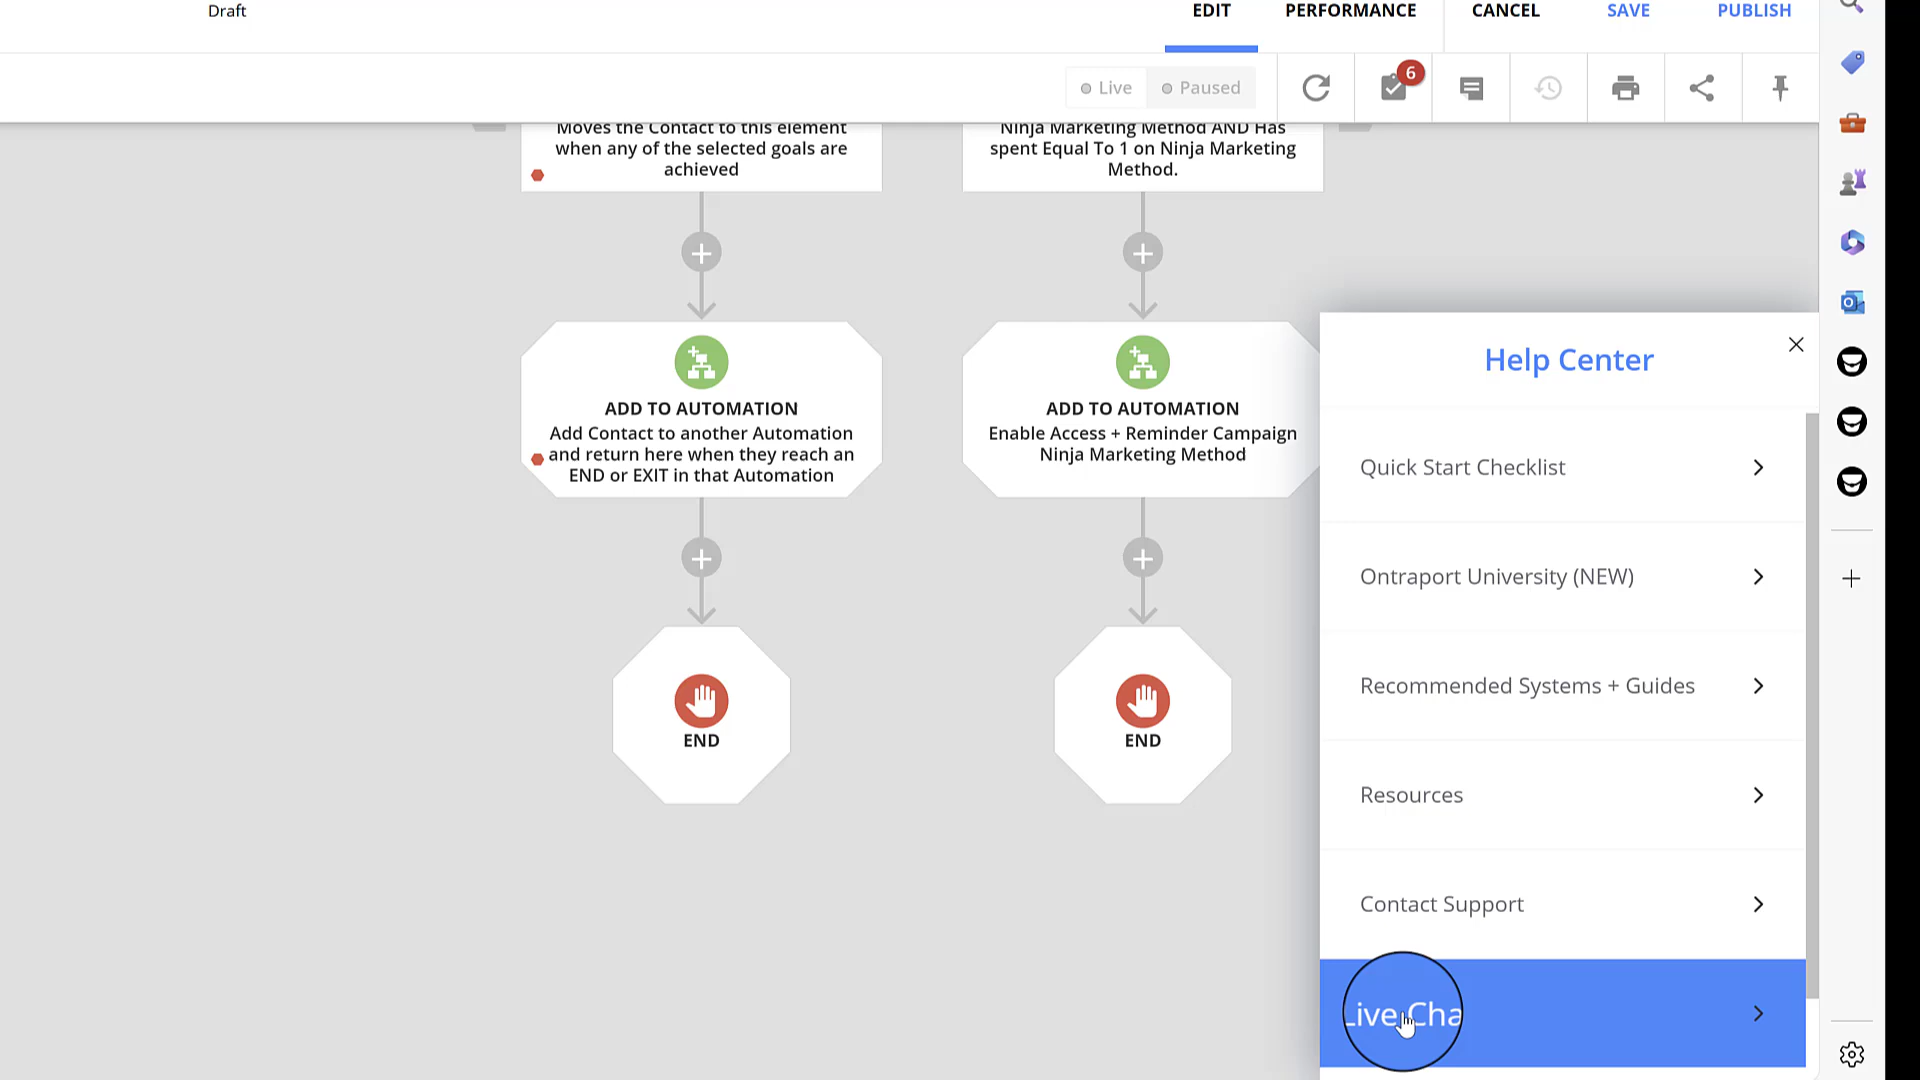 Draft
EDIT
PERFORMANCE
CANCEL
SAVE
PUBLISH
Live
Paused
6
Moves the Contact to this element
when any of the selected goals are
achieved
Ninja Marketing Method AND Has
spent Equal To 1 on Ninja Marketing
Method.
ADD TO AUTOMATION
Add Contact to another Automation
and return here when they reach an
END or EXIT in that Automation
ADD TO AUTOMATION
Enable Access + Reminder Campaign
Ninja Marketing Method
END
END
Help Center
Quick Start Checklist
Ontraport University (NEW)
Recommended Systems + Guides
Resources
Contact Support
Live Cha